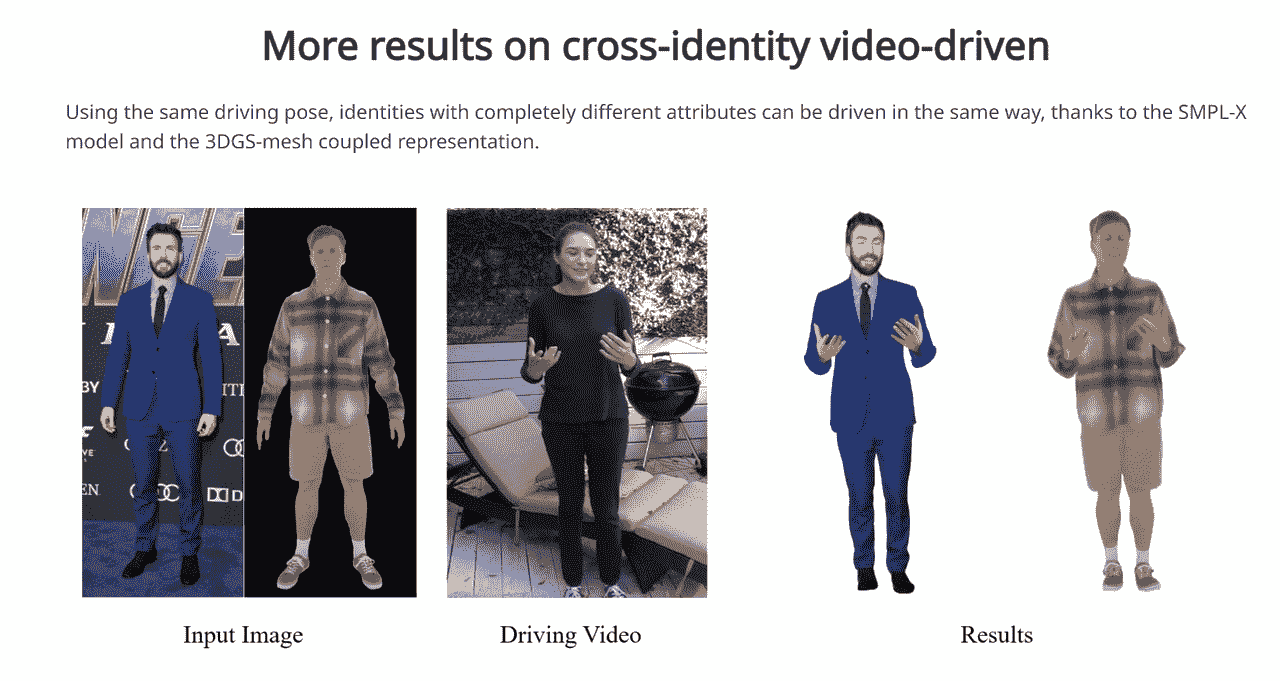 More results on cross-identity video-driven
Using the same driving pose, identities with completely different attributes can be driven in the same way, thanks to the SMPL-X
model and the 3DGS-mesh coupled representation.
Input Image
Driving Video
Results